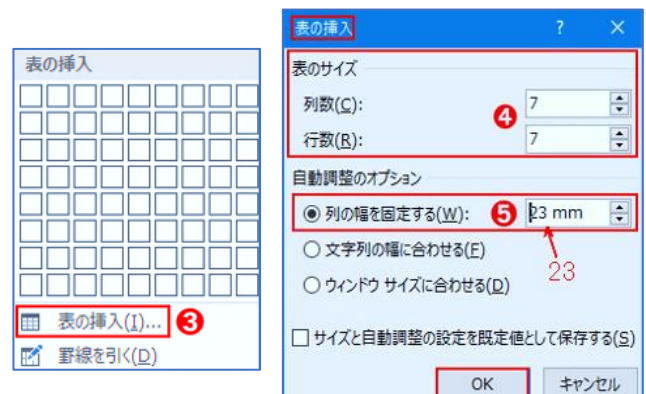 表の挿入
表の挿入(I)... ❸
罫線を引く(D)
表の挿入 ? ×
表のサイズ
列数(C): 7
❹
行数(R): 7
自動調整のオプション
列の幅を固定する(W): ❺ 23 mm
文字列の幅に合わせる(F)
23
ウィンドウ サイズに合わせる(D)
サイズと自動調整の設定を既定値として保存する(S)
OK キャンセル